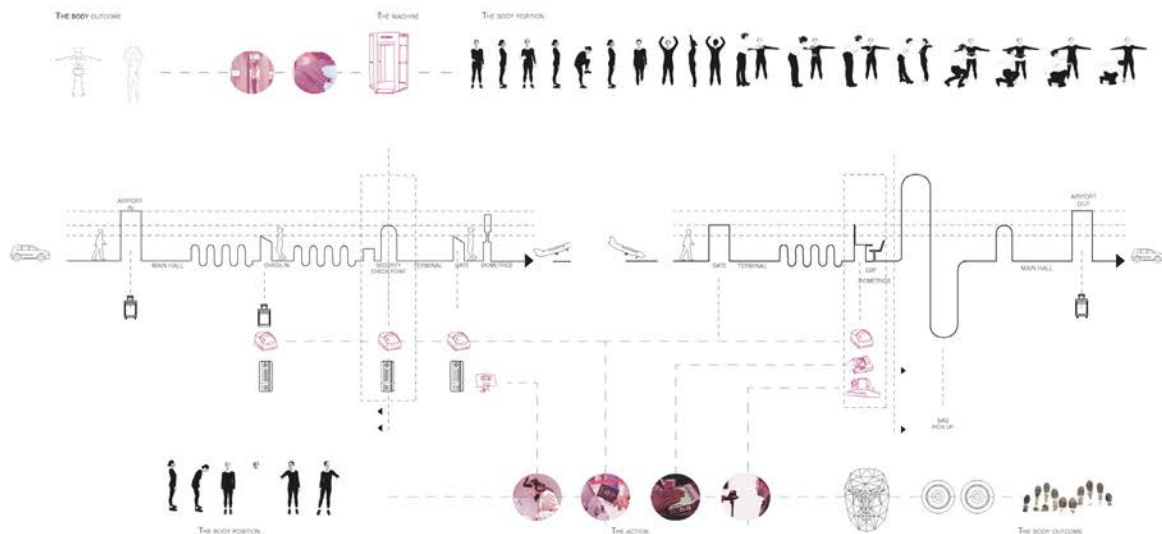 THE BODY OUTCOME
THE MACHINE
THE BODY POSITION
AIRPORT
IN
AIRPORT
OUT
MAIN HALL
CHECK-IN
SECURITY
CHECK POINT
TERMINAL
GATE
BIOMETRICS
GATE
TERMINAL
CBP
BIOMETRICS
MAIN HALL
BAG
PICK UP
THE BODY POSITION
THE ACTION
THE BODY OUTCOME